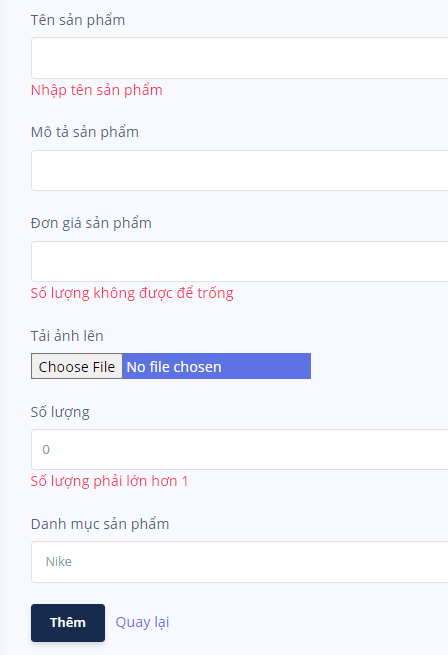 Tên sản phẩm
Nhập tên sản phẩm
Mô tả sản phẩm
Đơn giá sản phẩm
Số lượng không được để trống
Tải ảnh lên
Choose File No file chosen
Số lượng
0
Số lượng phải lớn hơn 1
Danh mục sản phẩm
Nike
Thêm Quay lại